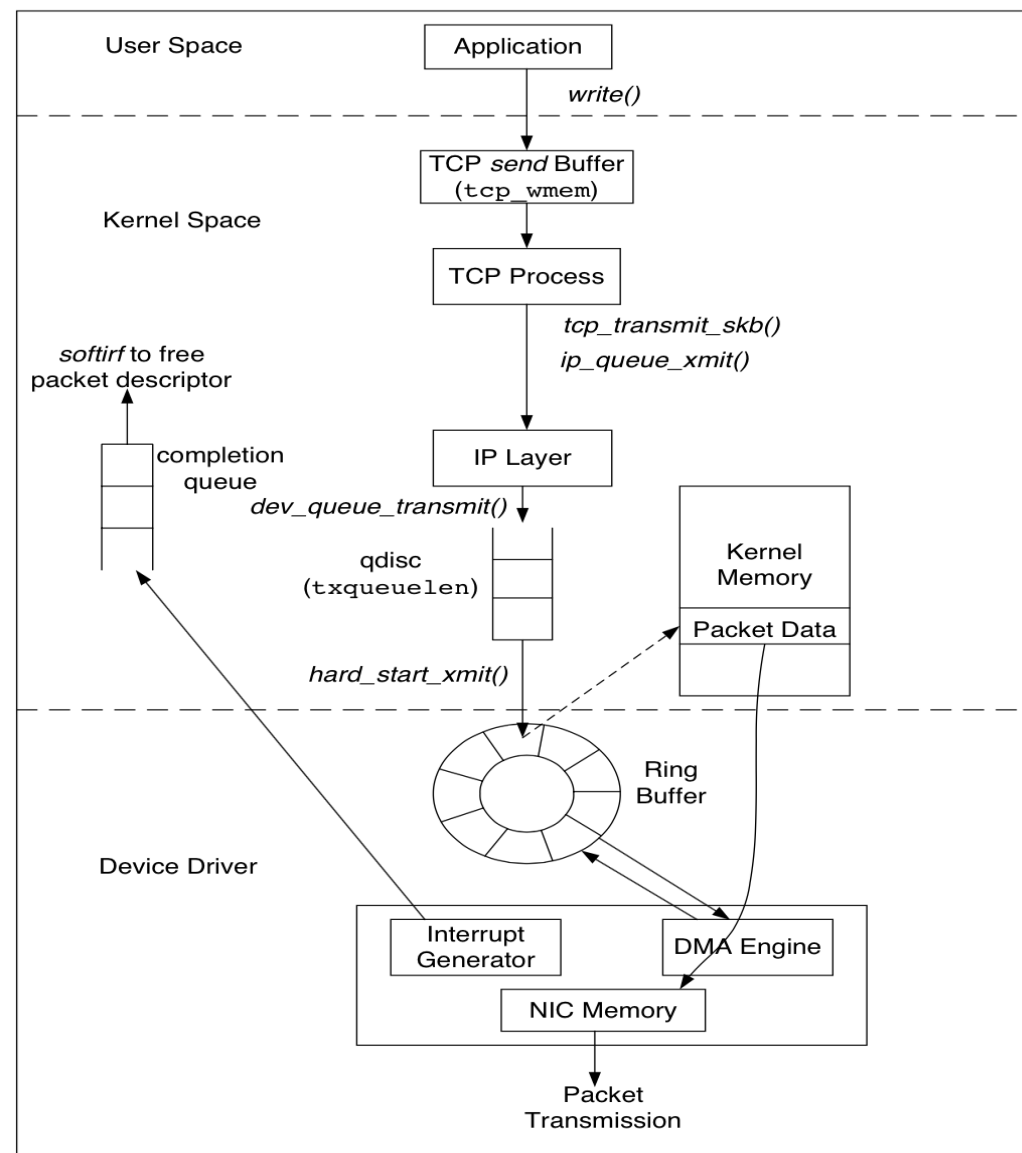 User Space
Application
write()
TCP send Buffer
(tcp_wmem)
Kernel Space
TCP Process
tcp_transmit_skb()
ip_queue_xmit()
softirf to free
packet descriptor
completion
queue
IP Layer
dev_queue_transmit()
qdisc
(txqueuelen)
Kernel
Memory
Packet Data
hard_start_xmit()
Ring
Buffer
Device Driver
Interrupt
Generator
DMA Engine
NIC Memory
Packet
Transmission